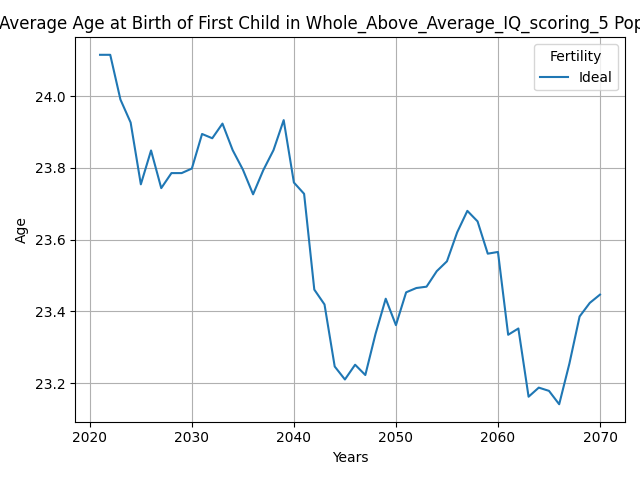 Average Age at Birth of First Child in Whole_Above_Average_IQ_scoring_5 Pop
Fertility
Ideal
24.0
23.8
23.6
23.4
23.2
Age
2020 2030 2040 2050 2060 2070
Years